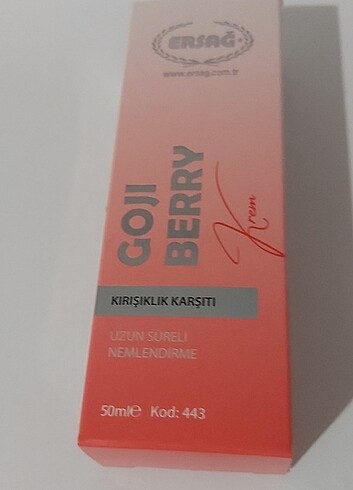 ERSAĞ
www.ersag.com.tr
GOJI
BERRY
Krem
KIRIŞIKLIK KARŞITI
UZUN SÜRELİ
NEMLENDİRME
50ml℮ Kod: 443